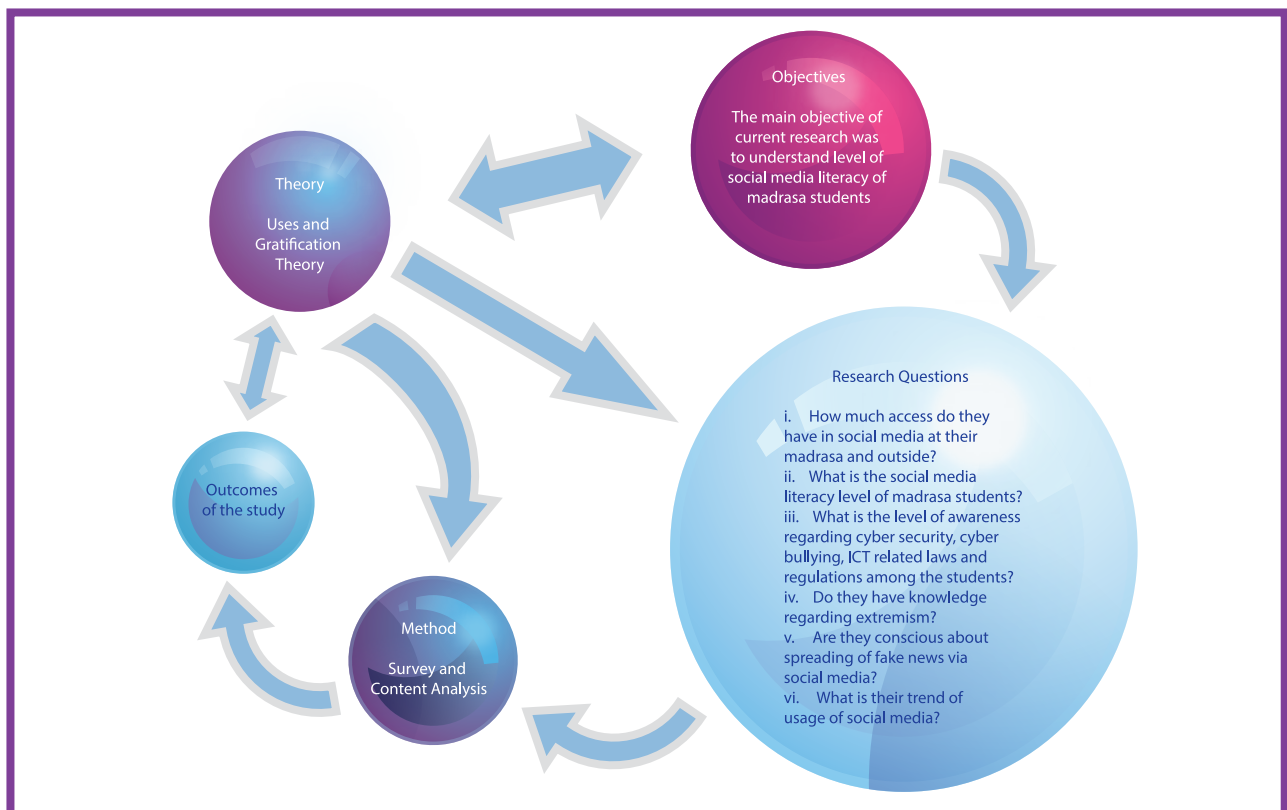 Objectives
The main objective of
current research was
to understand level of
social media literacy of
madrasa students
Theory
Uses and
Gratification
Theory
Research Questions
i. How much access do they
have in social media at their
madrasa and outside?
ii. What is the social media
literacy level of madrasa students?
iii. What is the level of awareness
regarding cyber security, cyber
bullying, ICT related laws and
regulations among the students?
iv. Do they have knowledge
regarding extremism?
v. Are they conscious about
spreading of fake news via
social media?
vi. What is their trend of
usage of social media?
Outcomes
of the study
Method
Survey and
Content Analysis